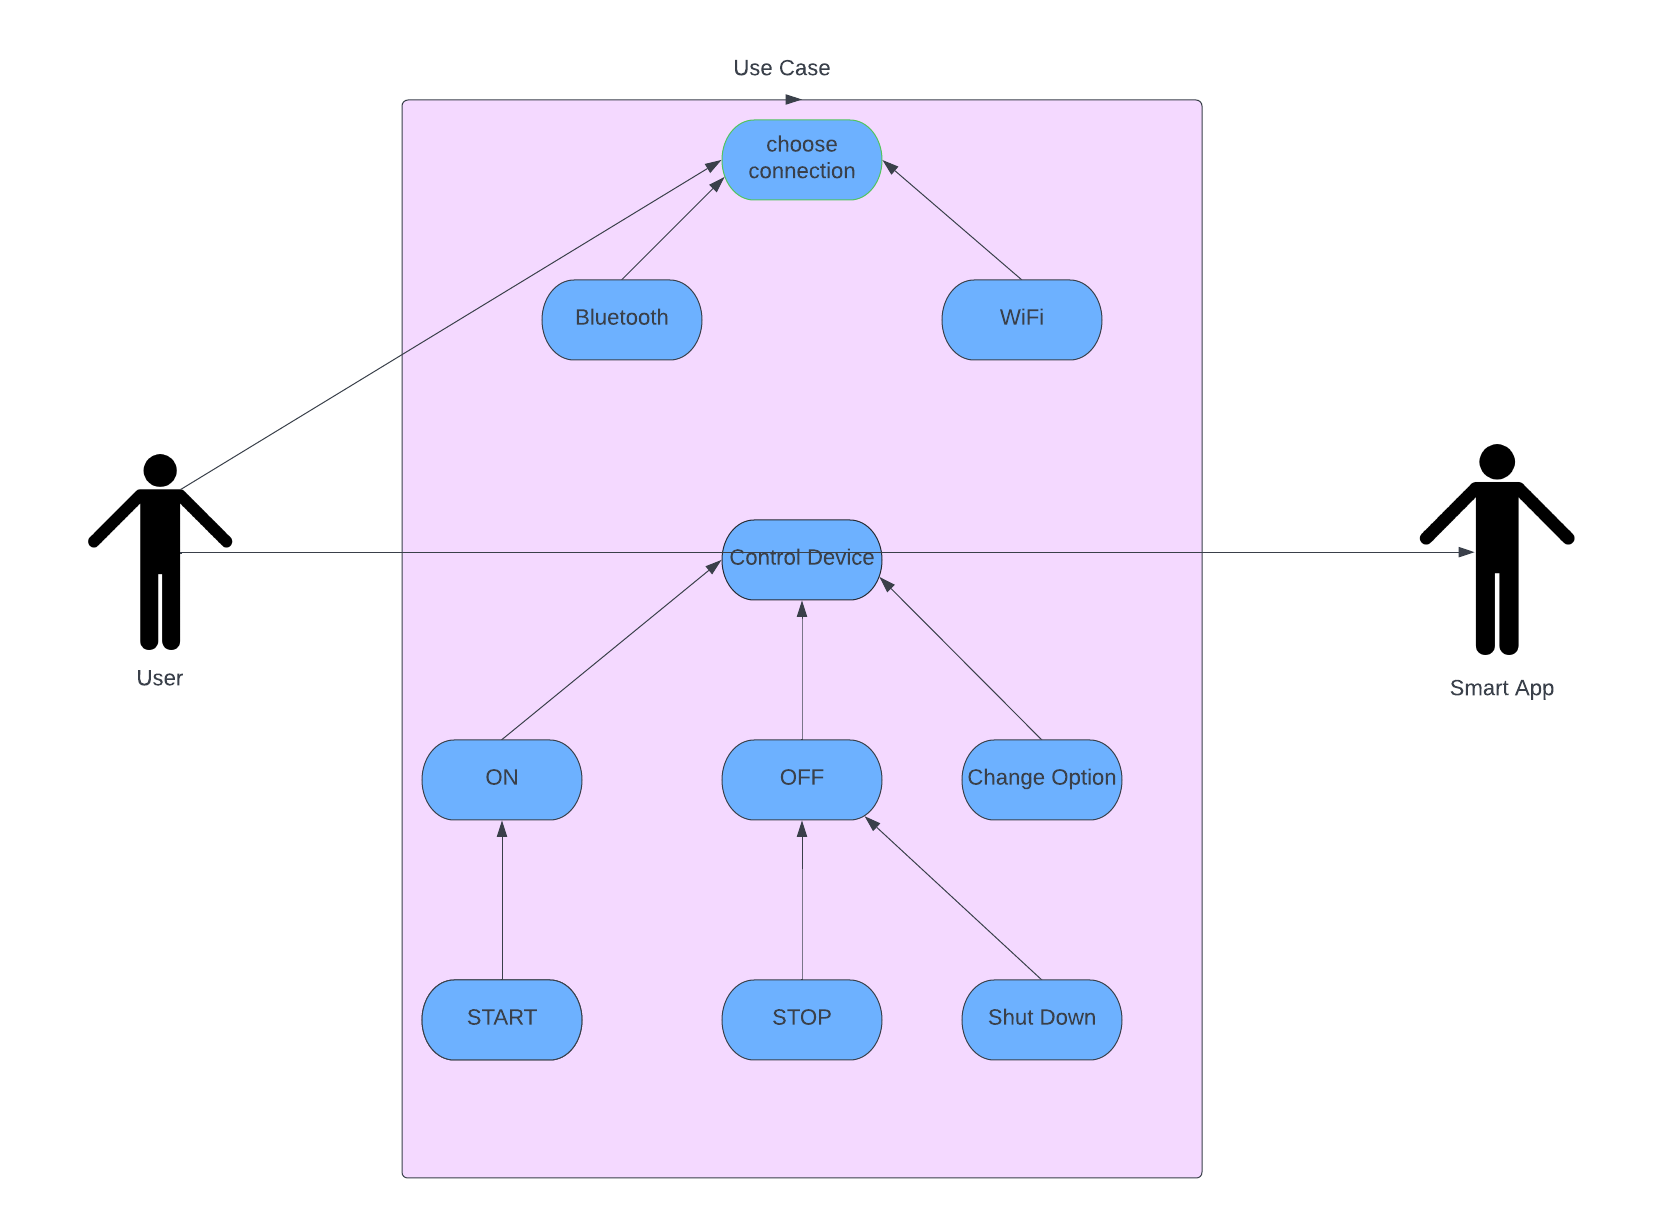 Use Case
choose
connection
Bluetooth
WiFi
Control Device
User
Smart App
ON
OFF
Change Option
START
STOP
Shut Down